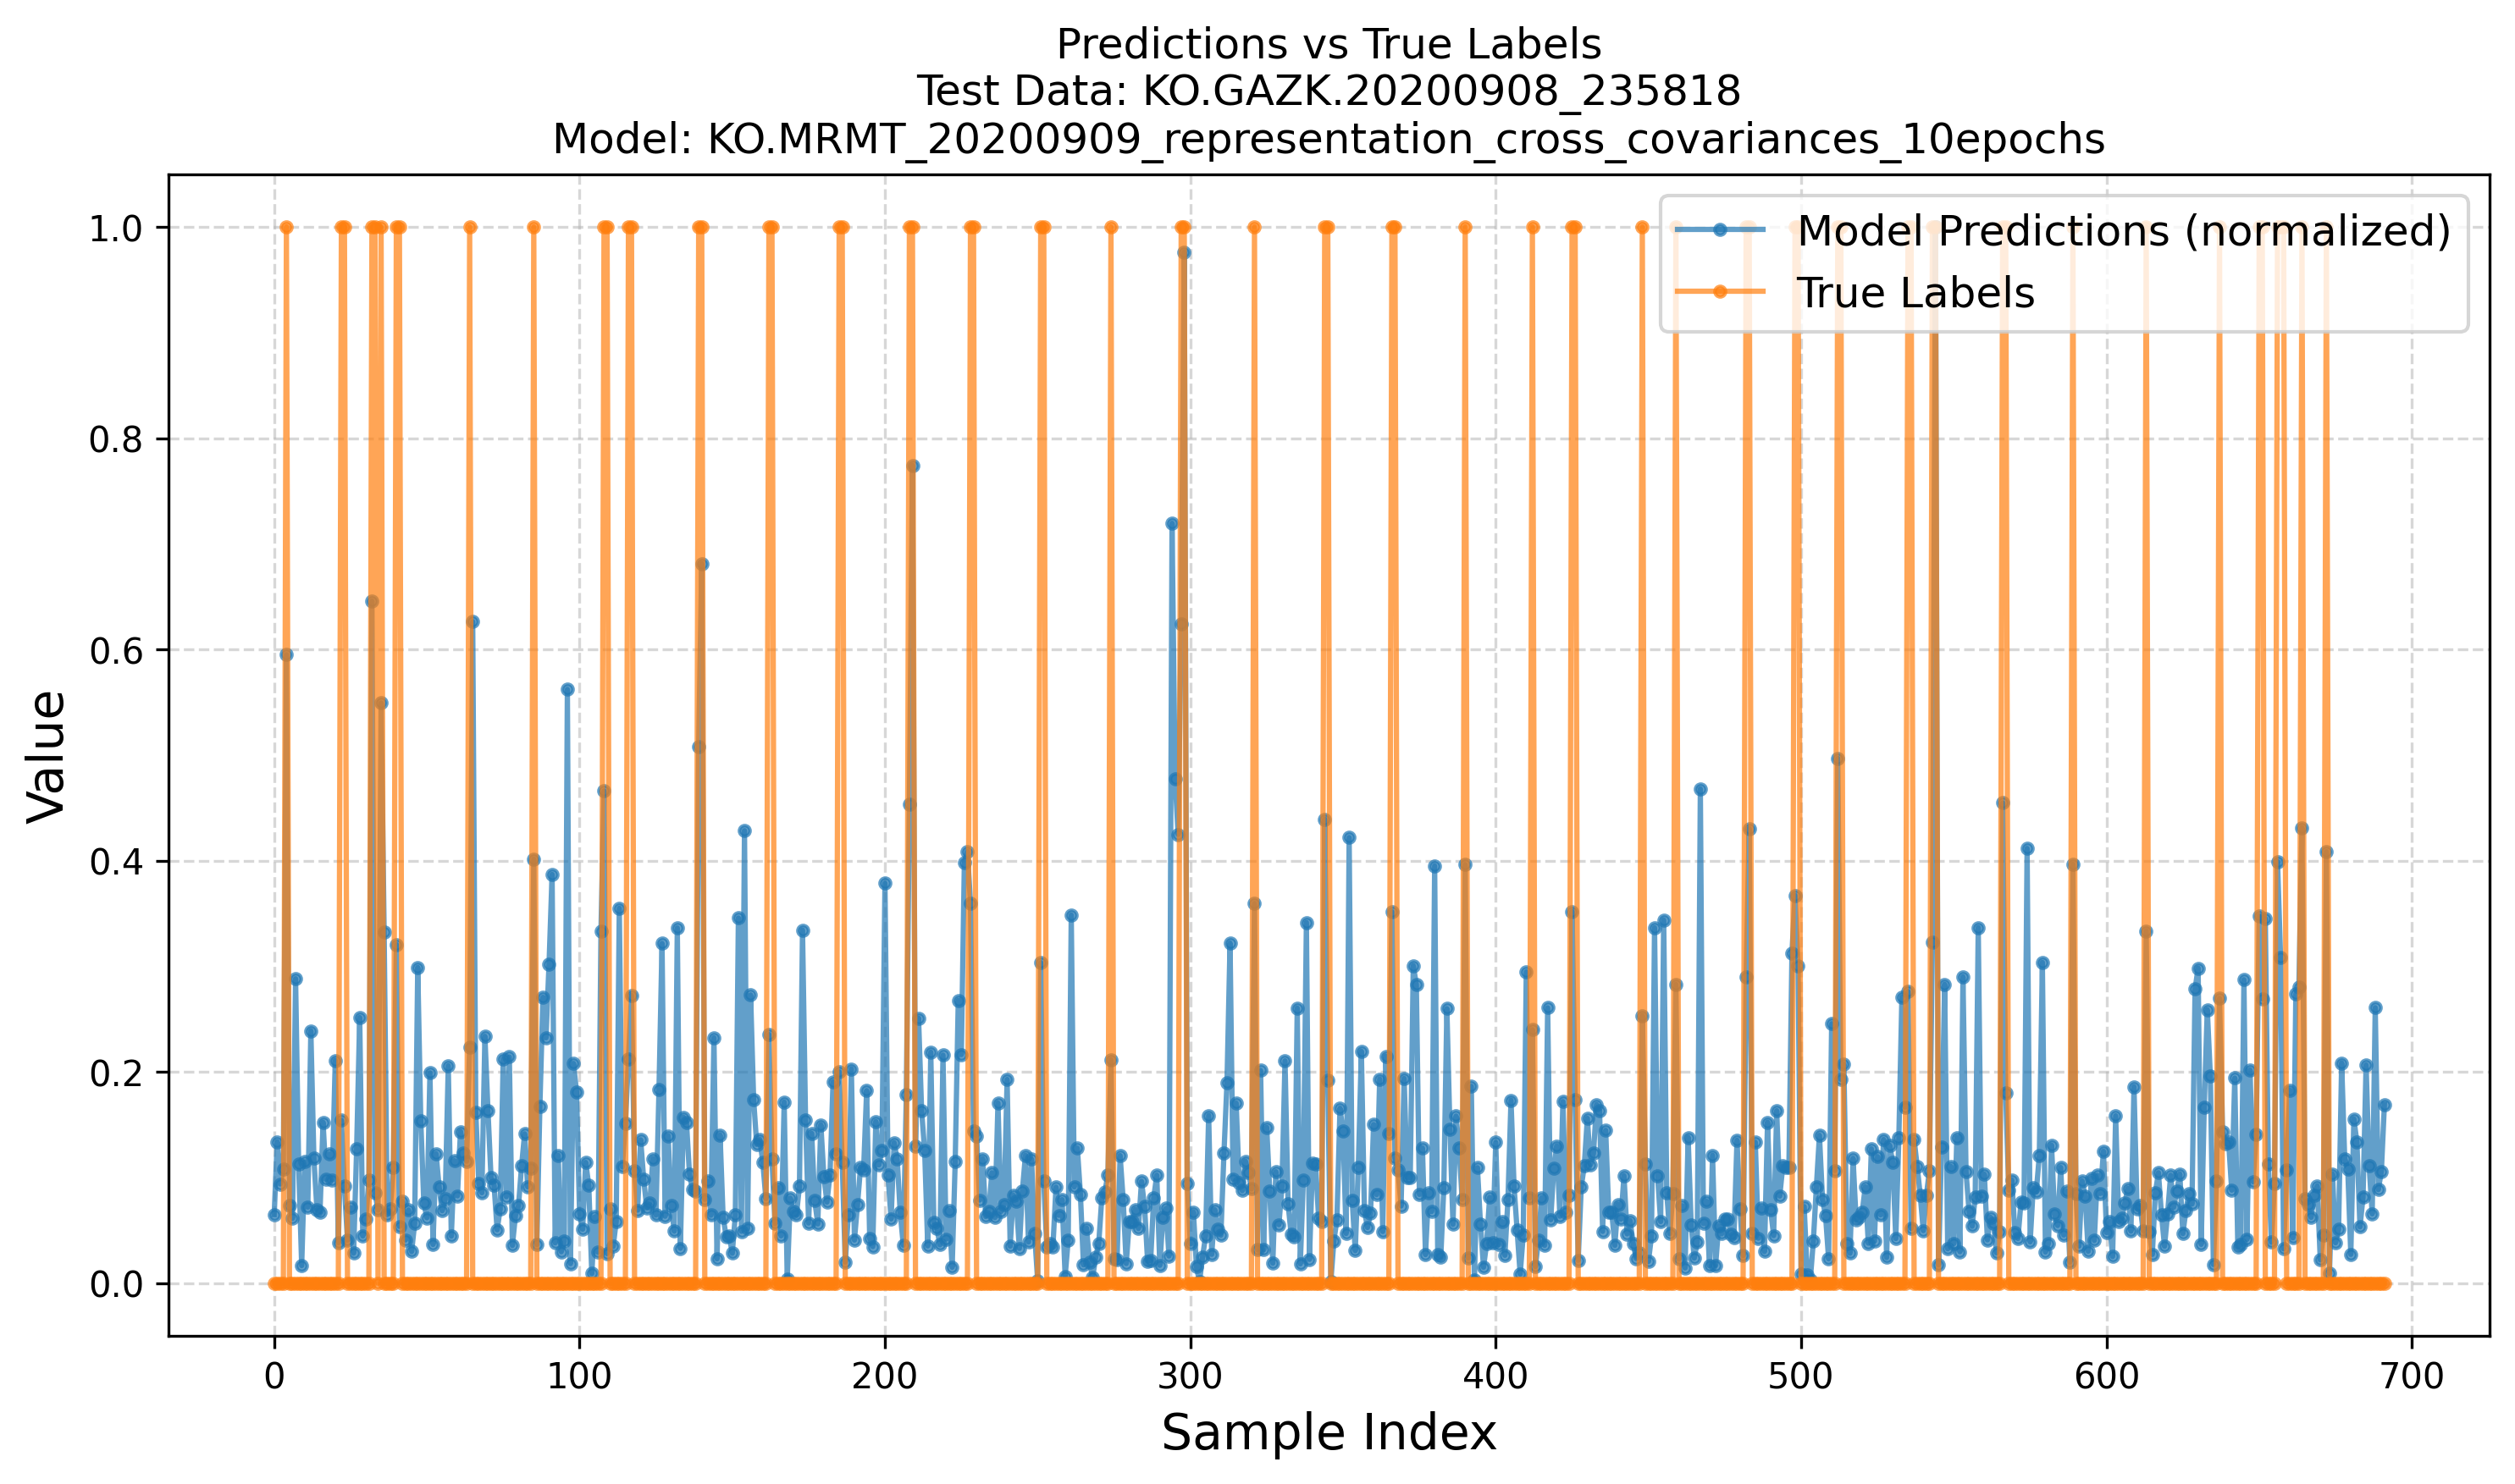 Predictions vs True Labels
Test Data: KO.GAZK.20200908_235818
Model: KO.MRMT_20200909_representation_cross_covariances_10epochs
Model Predictions (normalized)
True Labels
Value
1.0
0.8
0.6
0.4
0.2
0.0
0 100 200 300 400 500 600 700
Sample Index